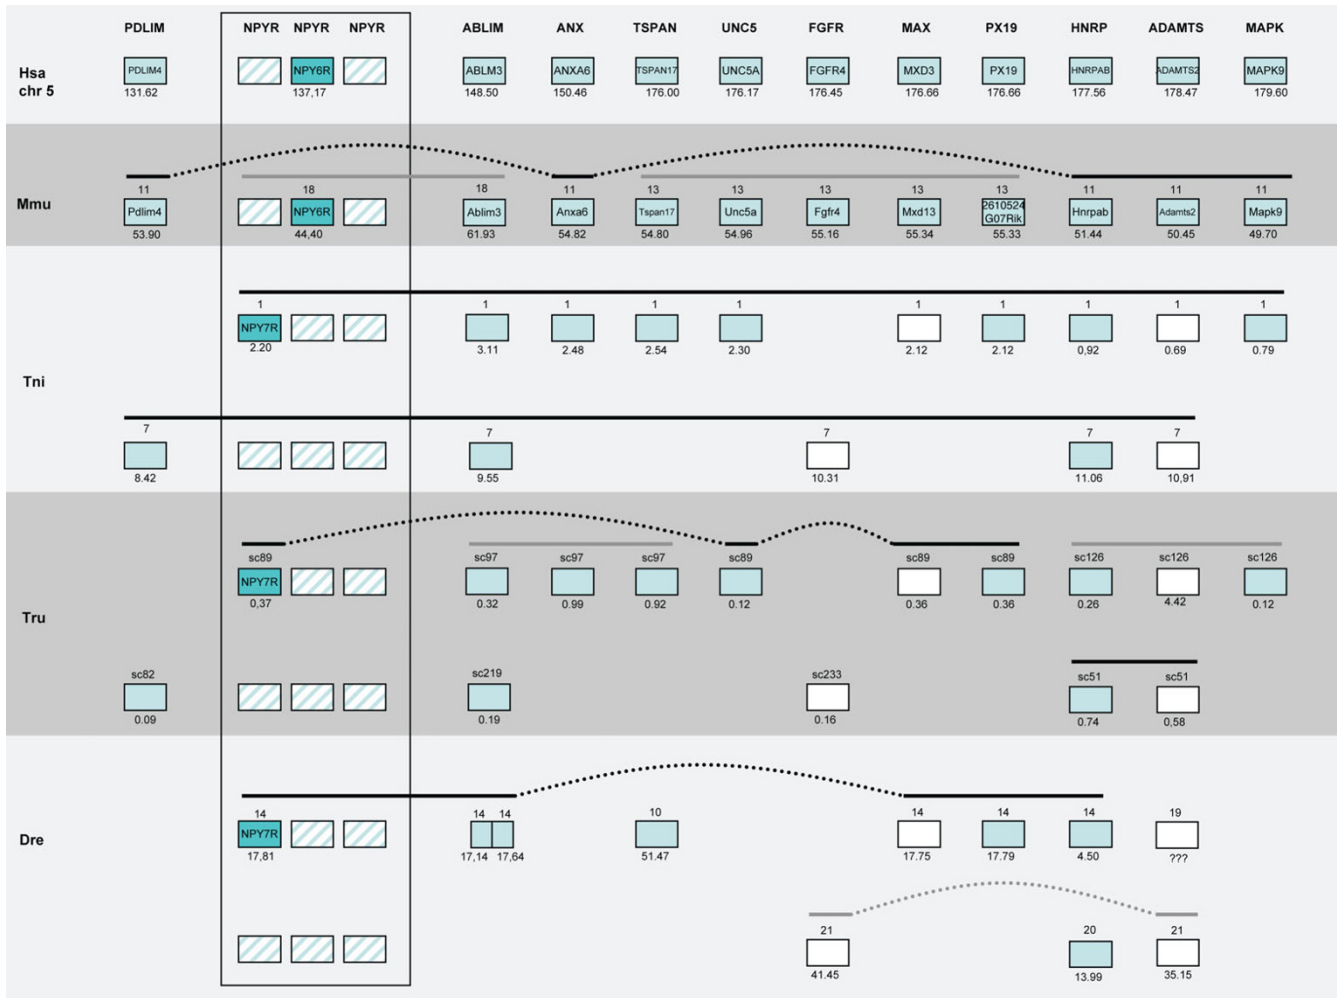 PDLIM NPYR NPYR NPYR ABLIM ANX TSPAN UNC5 FGFR MAX PX19 HNRP ADAMTS MAPK
Hsa
chr 5
PDLIM4 NPY6R ABLM3 ANXA6 TSPAN17 UNC5A FGFR4 MXD3 PX19 HNRPAB ADAMTS2 MAPK9
131.62 137,17 148.50 150.46 176.00 176.17 176.45 176.66 176.66 177.56 178.47 179.60
11 18 18 11 13 13 13 13 13 11 11 11
Mmu
Pdlim4 NPY6R Ablim3 Anxa6 Tspan17 Unc5a Fgfr4 Mxd13 2610524 Hnrpab Adamts2 Mapk9
G07Rik
53.90 44,40 61.93 54.82 54.80 54.96 55.16 55.34 55.33 51.44 50.45 49.70
1 1 1 1 1 1 1 1 1 1
NPY7R
2.20 3.11 2.48 2.54 2.30 2.12 2.12 0,92 0.69 0.79
Tni
7 7 7 7 7
8.42 9.55 10.31 11.06 10,91
sc89 sc97 sc97 sc97 sc89 sc89 sc89 sc126 sc126 sc126
NPY7R
0,37 0.32 0.99 0.92 0.12 0.36 0.36 0.26 4.42 0.12
Tru
sc82 sc219 sc233 sc51 sc51
0.09 0.19 0.16 0.74 0,58
14 14 14 10 14 14 14 19
Dre
NPY7R
17,81 17,14 17,64 51.47 17.75 17.79 4.50 ???
21 20 21
41.45 13.99 35.15